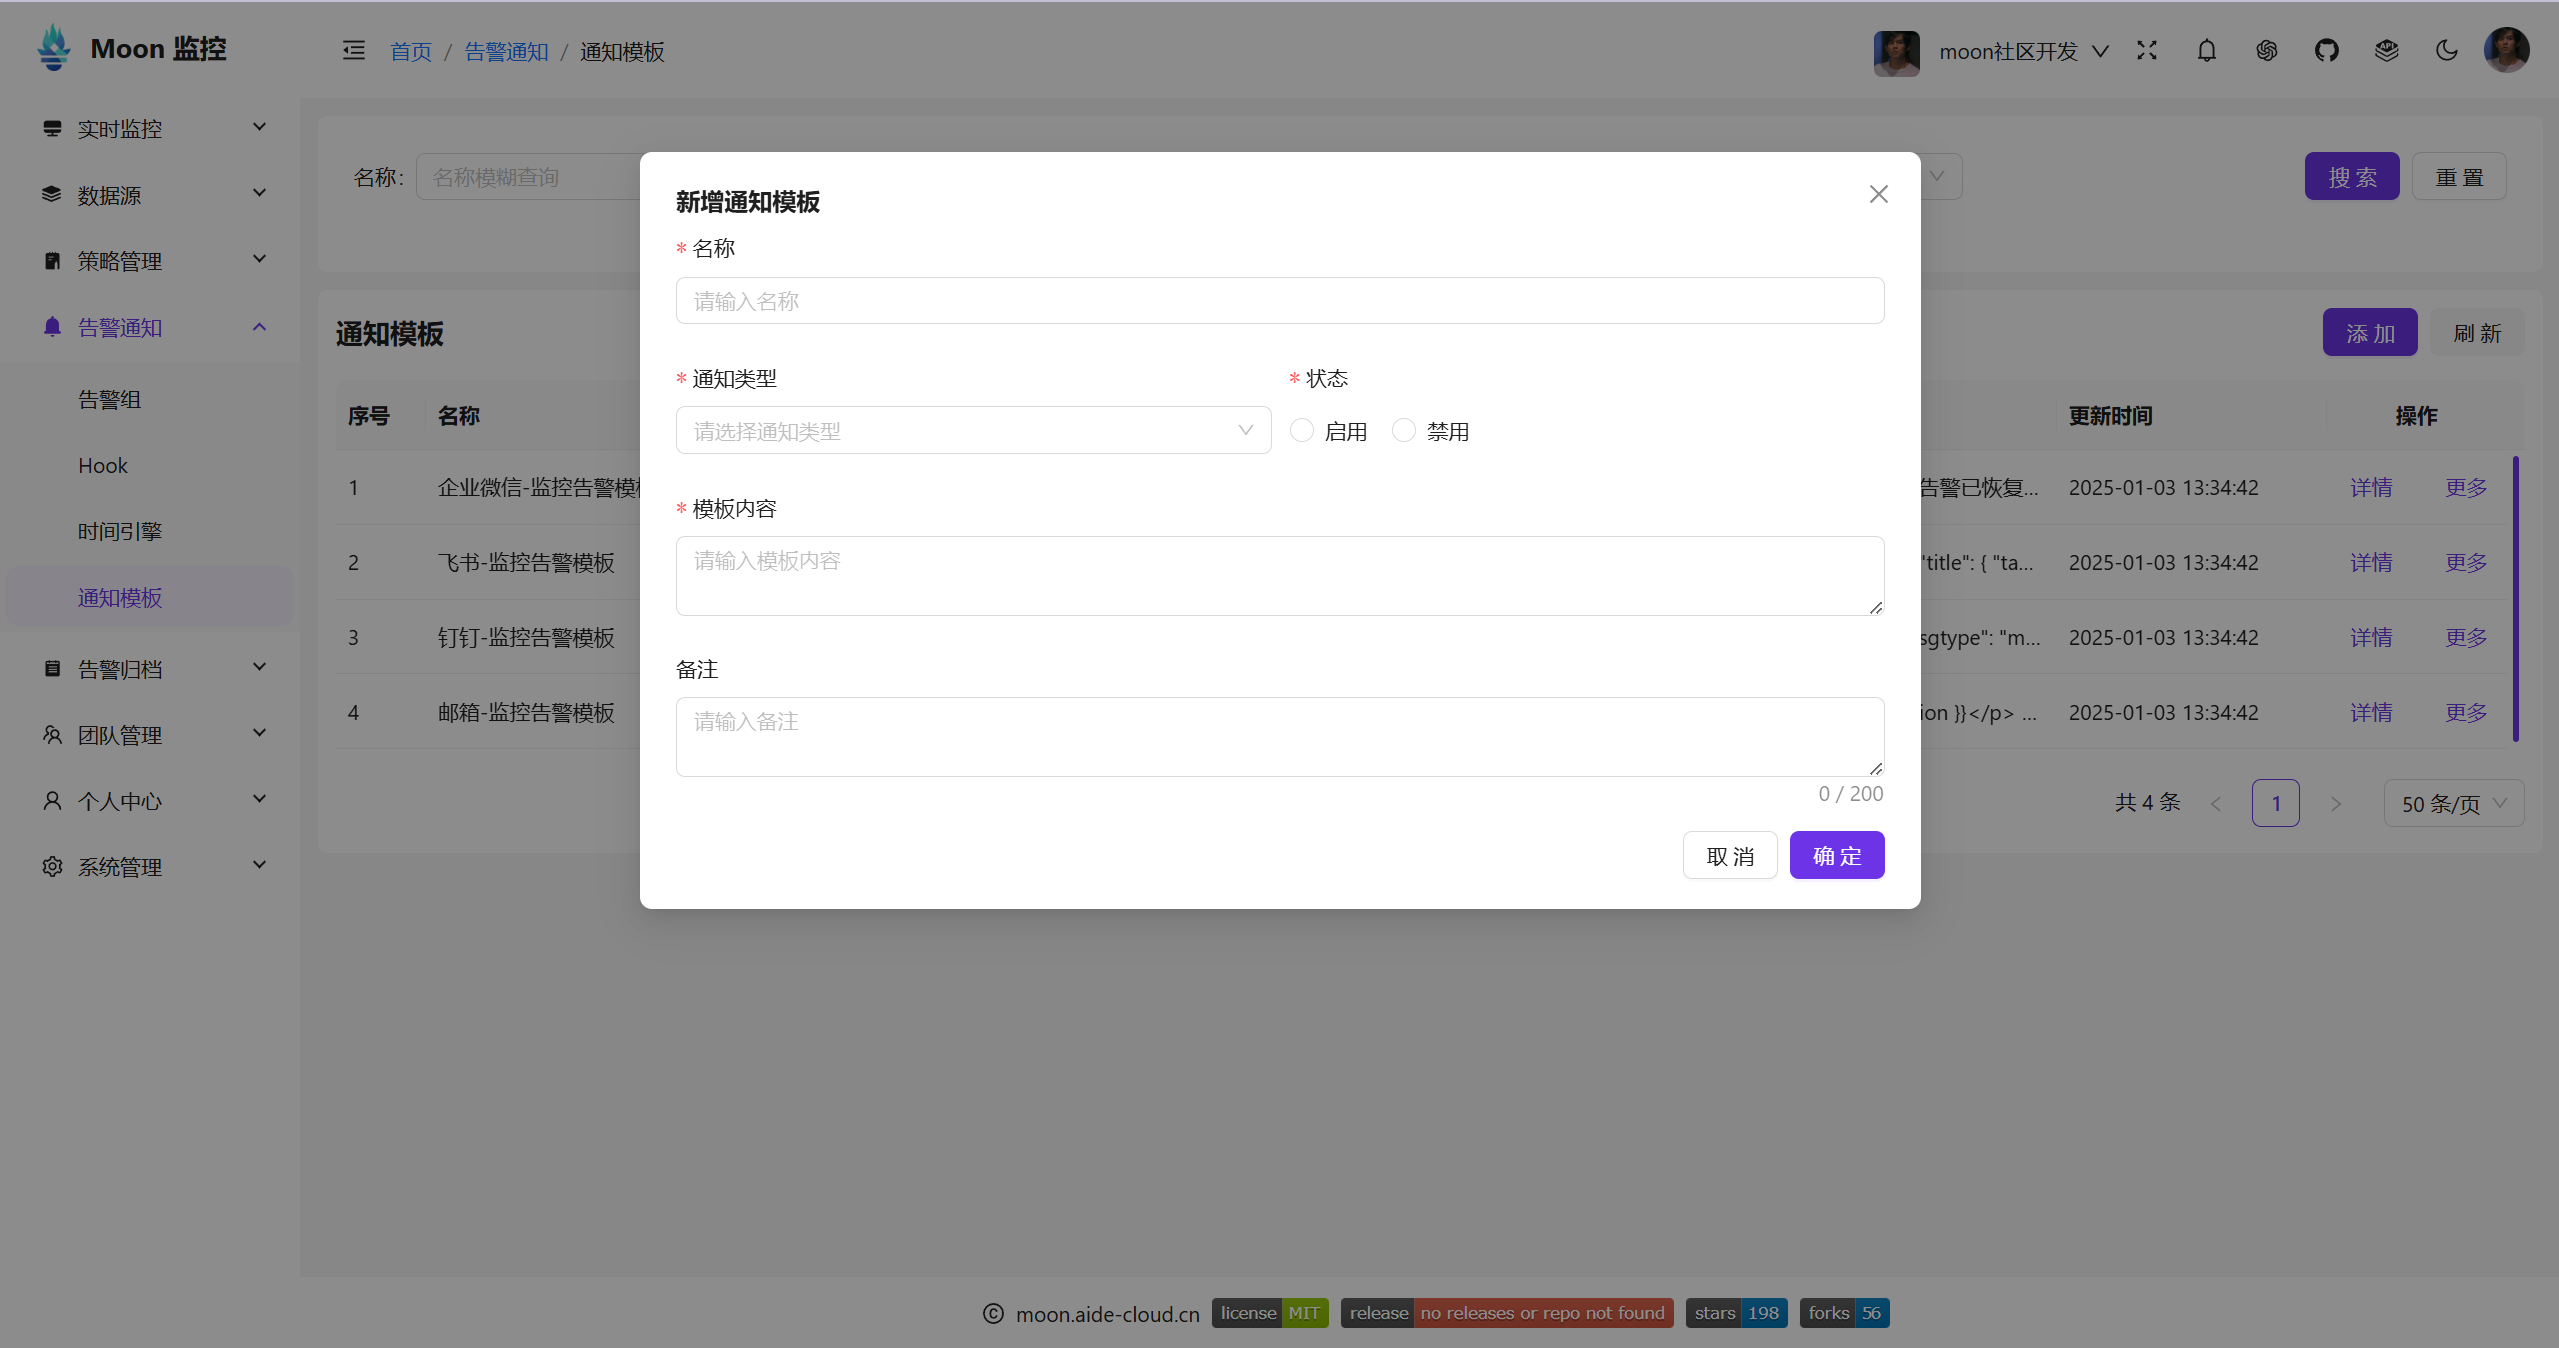 Moon 监控
首页 / 告警通知 / 通知模板
moon社区开发
实时监控
数据源
策略管理
告警通知
告警组
Hook
时间引擎
通知模板
告警归档
团队管理
个人中心
系统管理
名称:
名称模糊查询
搜 索
重 置
通知模板
添 加
刷 新
序号 名称 更新时间 操作
1 企业微信-监控告警模 告警已恢复... 2025-01-03 13:34:42 详情 更多
2 飞书-监控告警模板 "title": { "ta... 2025-01-03 13:34:42 详情 更多
3 钉钉-监控告警模板 sgtype": "m... 2025-01-03 13:34:42 详情 更多
4 邮箱-监控告警模板 ion }}</p> ... 2025-01-03 13:34:42 详情 更多
共 4 条
1
50 条/页
新增通知模板
* 名称
请输入名称
* 通知类型
请选择通知类型
* 状态
启用 禁用
* 模板内容
请输入模板内容
备注
请输入备注
0 / 200
取 消
确 定
© moon.aide-cloud.cn license MIT release no releases or repo not found stars 198 forks 56